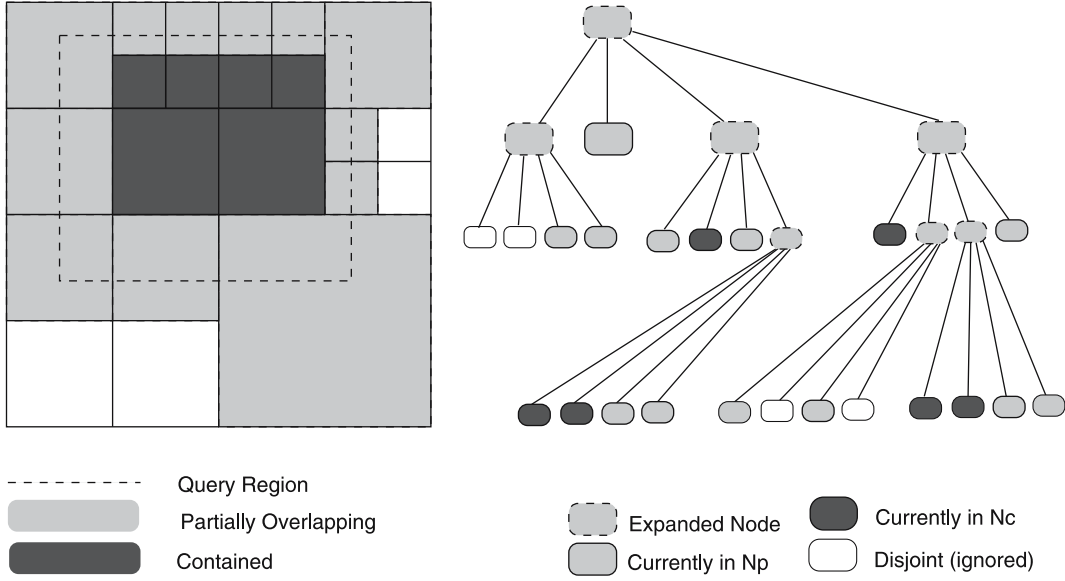 Query Region
Partially Overlapping
Contained
Expanded Node
Currently in Np
Currently in Nc
Disjoint (ignored)